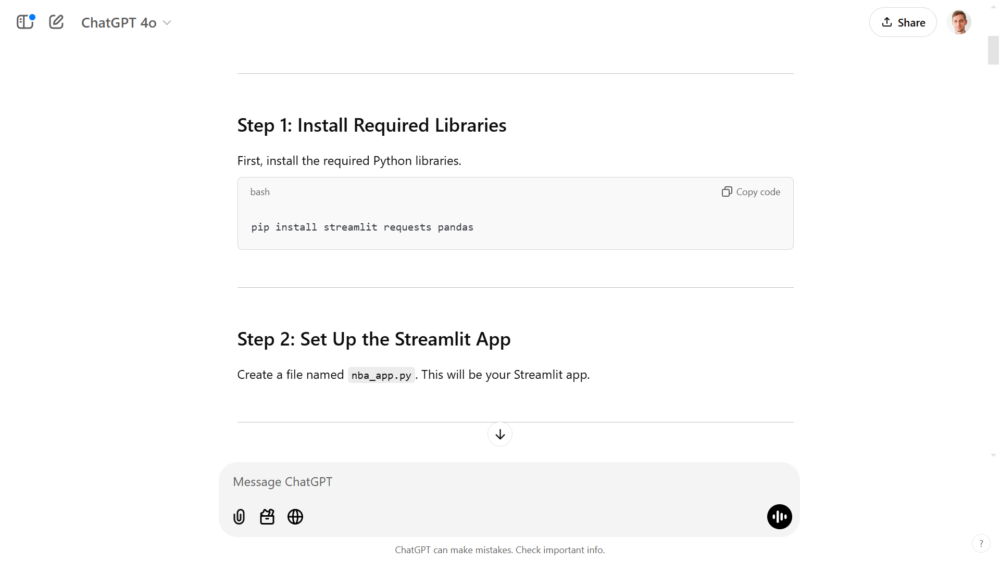 ChatGPT 4o
Share
Step 1: Install Required Libraries
First, install the required Python libraries.
bash
Copy code
pip install streamlit requests pandas
Step 2: Set Up the Streamlit App
Create a file named nba_app.py. This will be your Streamlit app.
Message ChatGPT
ChatGPT can make mistakes. Check important info.
?